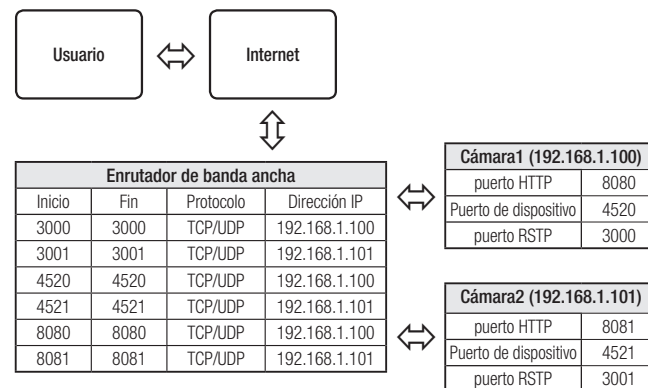 Usuario
Internet
Enrutador de banda ancha
Inicio Fin Protocolo Dirección IP
3000 3000 TCP/UDP 192.168.1.100
3001 3001 TCP/UDP 192.168.1.101
4520 4520 TCP/UDP 192.168.1.100
4521 4521 TCP/UDP 192.168.1.101
8080 8080 TCP/UDP 192.168.1.100
8081 8081 TCP/UDP 192.168.1.101
Cámara1 (192.168.1.100)
puerto HTTP 8080
Puerto de dispositivo 4520
puerto RSTP 3000
Cámara2 (192.168.1.101)
puerto HTTP 8081
Puerto de dispositivo 4521
puerto RSTP 3001